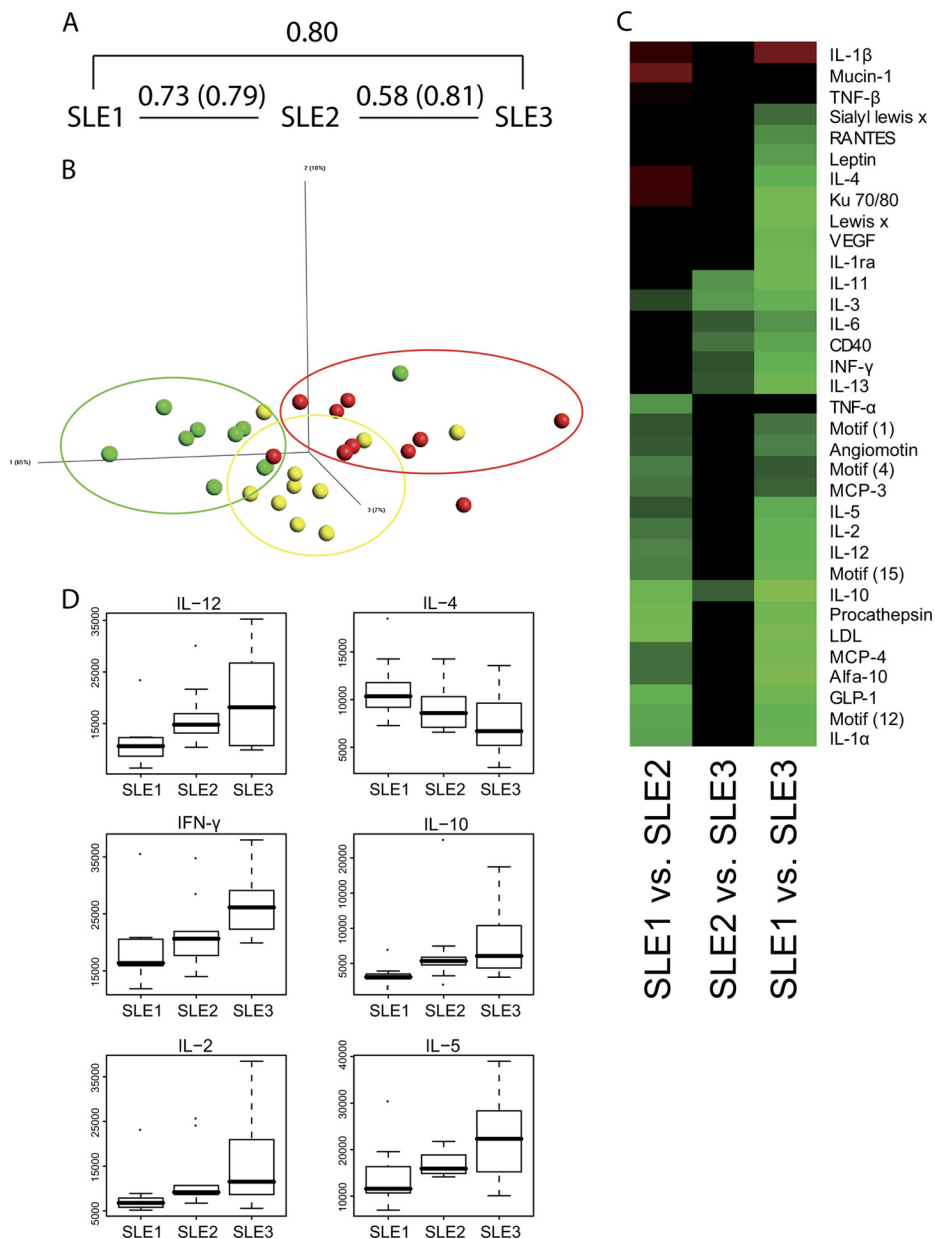 A
0.80
0.73 (0.79)
0.58 (0.81)
SLE1
SLE2
SLE3
B
2 (18%)
1 (65%)
3 (7%)
C
IL-1β
Mucin-1
TNF-β
Sialyl lewis x
RANTES
Leptin
IL-4
Ku 70/80
Lewis x
VEGF
IL-1ra
IL-11
IL-3
IL-6
CD40
INF-γ
IL-13
TNF-α
Motif (1)
Angiomotin
Motif (4)
MCP-3
IL-5
IL-2
IL-12
Motif (15)
IL-10
Procathepsin
LDL
MCP-4
Alfa-10
GLP-1
Motif (12)
IL-1α
SLE1 vs. SLE2
SLE2 vs. SLE3
SLE1 vs. SLE3
D
IL−12
35000
25000
15000
SLE1 SLE2 SLE3
IL−4
15000
10000
5000
SLE1 SLE2 SLE3
IFN-γ
35000
25000
15000
SLE1 SLE2 SLE3
IL−10
20000
15000
10000
5000
SLE1 SLE2 SLE3
IL−2
35000
25000
15000
5000
SLE1 SLE2 SLE3
IL−5
40000
30000
20000
10000
SLE1 SLE2 SLE3